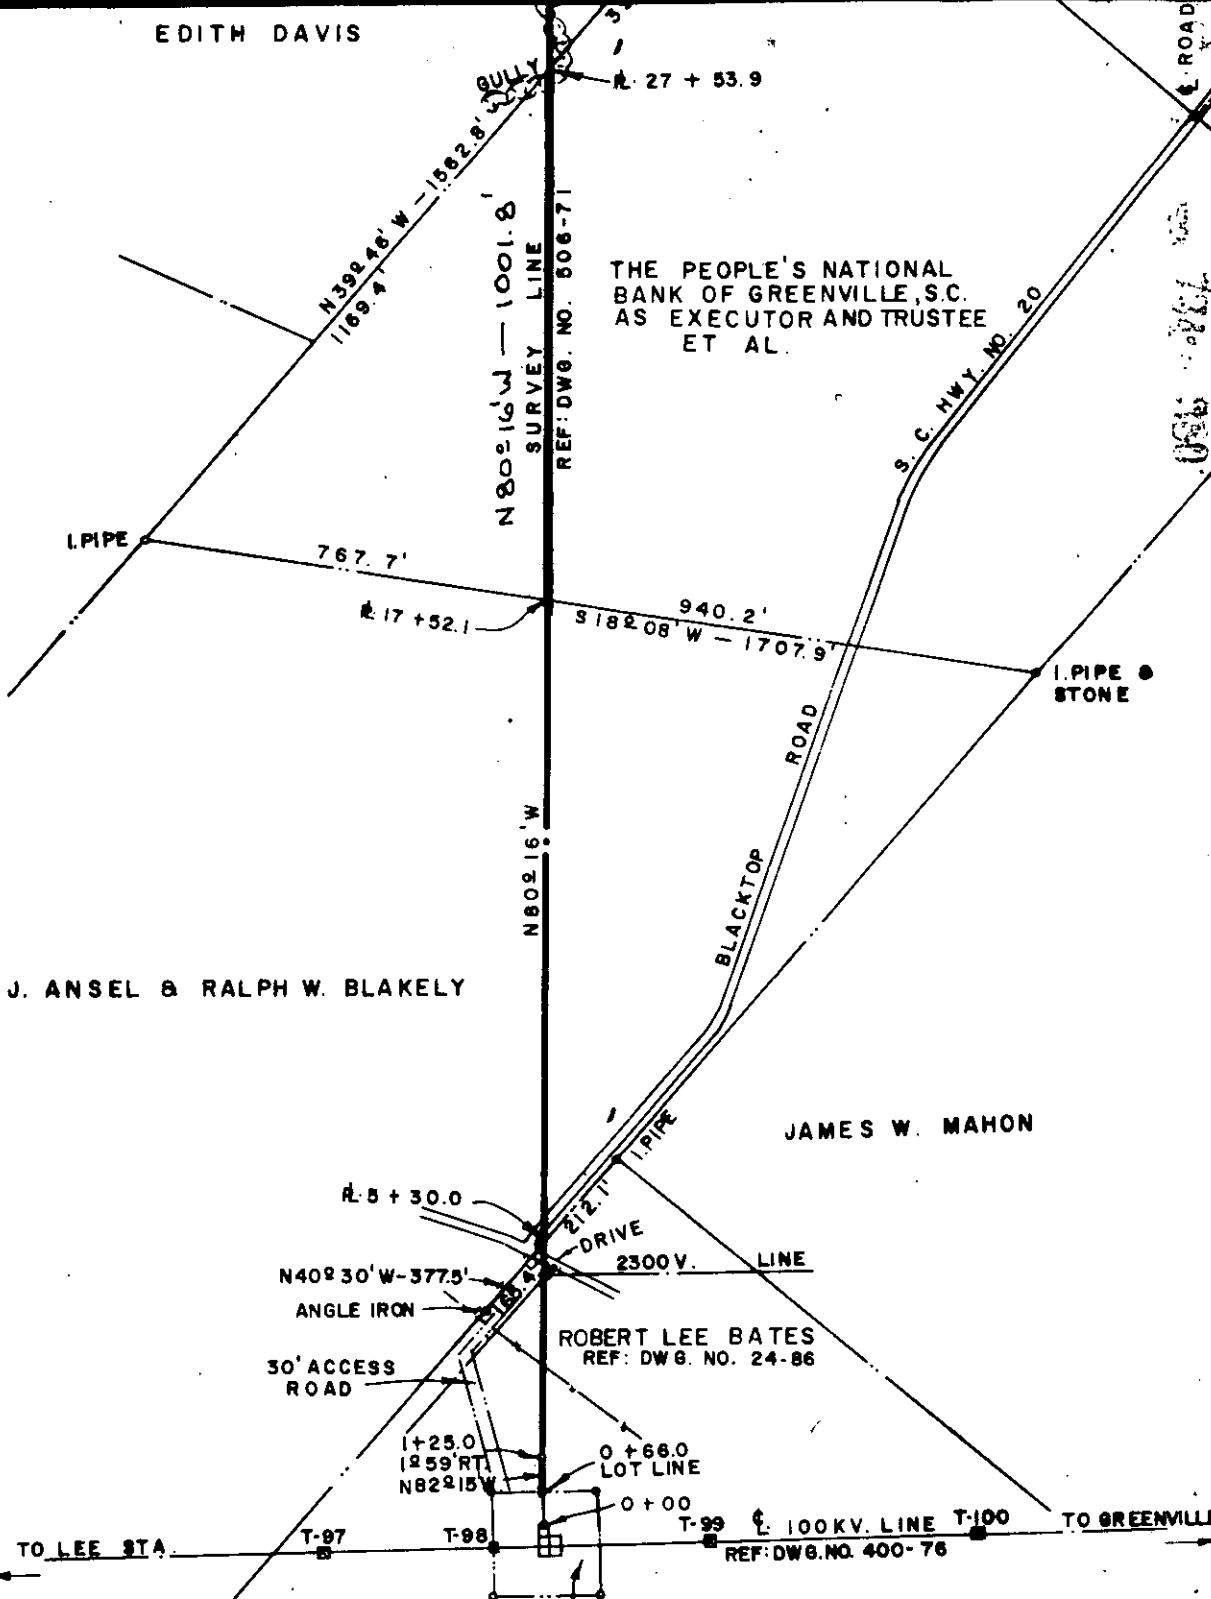 EDITH DAVIS
GULLY
℄ 27 + 53.9
℄ ROAD
N39º46'W — 1562.8'
1169.4'
N80º16'W — 1001.8'
SURVEY LINE
REF: DWG. NO. 506-71
THE PEOPLE'S NATIONAL
BANK OF GREENVILLE, S.C.
AS EXECUTOR AND TRUSTEE
ET AL.
S. C. HWY. NO. 20
I.PIPE
767.7'
℄ 17 +52.1
940.2'
S18º08'W — 1707.9'
I.PIPE &
STONE
ROAD
N80º16'W
BLACKTOP
J. ANSEL & RALPH W. BLAKELY
I.PIPE
JAMES W. MAHON
℄ 5 + 30.0
212.1'
DRIVE
2300V. LINE
N40º30'W-377.5'
165.4'
ANGLE IRON
ROBERT LEE BATES
REF: DWG. NO. 24-86
30' ACCESS
ROAD
1+25.0
1º59'RT.
N82º15'W
0 +66.0
LOT LINE
0 +00
TO LEE STA.
T-97
T-98
T-99
℄ 100KV. LINE
T-100
TO GREENVILL
REF: DWG.NO. 400-76